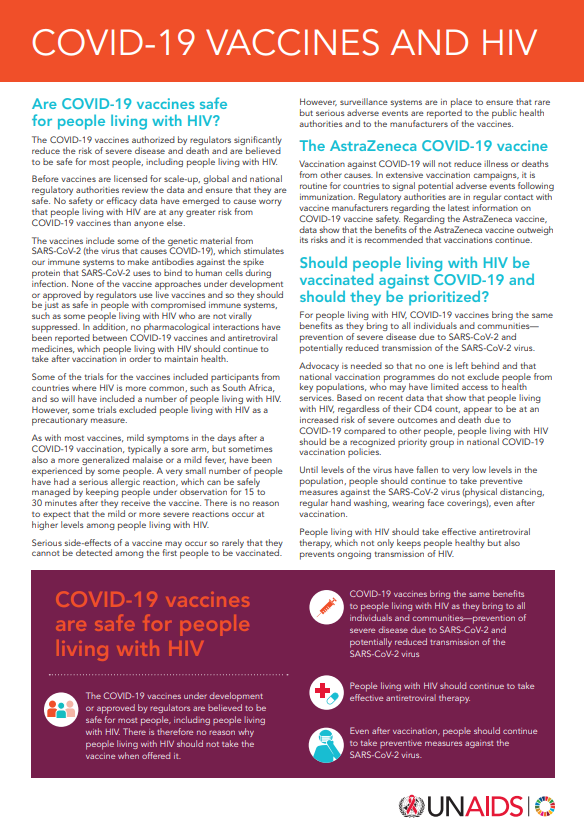 COVID-19 VACCINES AND HIV
Are COVID-19 vaccines safe
for people living with HIV?
The COVID-19 vaccines authorized by regulators significantly
reduce the risk of severe disease and death and are believed
to be safe for most people, including people living with HIV.
Before vaccines are licensed for scale-up, global and national
regulatory authorities review the data and ensure that they are
safe. No safety or efficacy data have emerged to cause worry
that people living with HIV are at any greater risk from
COVID-19 vaccines than anyone else.
The vaccines include some of the genetic material from
SARS-CoV-2 (the virus that causes COVID-19), which stimulates
our immune systems to make antibodies against the spike
protein that SARS-CoV-2 uses to bind to human cells during
infection. None of the vaccine approaches under development
or approved by regulators use live vaccines and so they should
be just as safe in people with compromised immune systems,
such as some people living with HIV who are not virally
suppressed. In addition, no pharmacological interactions have
been reported between COVID-19 vaccines and antiretroviral
medicines, which people living with HIV should continue to
take after vaccination in order to maintain health.
Some of the trials for the vaccines included participants from
countries where HIV is more common, such as South Africa,
and so will have included a number of people living with HIV.
However, some trials excluded people living with HIV as a
precautionary measure.
As with most vaccines, mild symptoms in the days after a
COVID-19 vaccination, typically a sore arm, but sometimes
also a more generalized malaise or a mild fever, have been
experienced by some people. A very small number of people
have had a serious allergic reaction, which can be safely
managed by keeping people under observation for 15 to
30 minutes after they receive the vaccine. There is no reason
to expect that the mild or more severe reactions occur at
higher levels among people living with HIV.
Serious side-effects of a vaccine may occur so rarely that they
cannot be detected among the first people to be vaccinated.
However, surveillance systems are in place to ensure that rare
but serious adverse events are reported to the public health
authorities and to the manufacturers of the vaccines.
The AstraZeneca COVID-19 vaccine
Vaccination against COVID-19 will not reduce illness or deaths
from other causes. In extensive vaccination campaigns, it is
routine for countries to signal potential adverse events following
immunization. Regulatory authorities are in regular contact with
vaccine manufacturers regarding the latest information on
COVID-19 vaccine safety. Regarding the AstraZeneca vaccine,
data show that the benefits of the AstraZeneca vaccine outweigh
its risks and it is recommended that vaccinations continue.
Should people living with HIV be
vaccinated against COVID-19 and
should they be prioritized?
For people living with HIV, COVID-19 vaccines bring the same
benefits as they bring to all individuals and communities—
prevention of severe disease due to SARS-CoV-2 and
potentially reduced transmission of the SARS-CoV-2 virus.
Advocacy is needed so that no one is left behind and that
national vaccination programmes do not exclude people from
key populations, who may have limited access to health
services. Based on recent data that show that people living
with HIV, regardless of their CD4 count, appear to be at an
increased risk of severe outcomes and death due to
COVID-19 compared to other people, people living with HIV
should be a recognized priority group in national COVID-19
vaccination policies.
Until levels of the virus have fallen to very low levels in the
population, people should continue to take preventive
measures against the SARS-CoV-2 virus (physical distancing,
regular hand washing, wearing face coverings), even after
vaccination.
People living with HIV should take effective antiretroviral
therapy, which not only keeps people healthy but also
prevents ongoing transmission of HIV.
COVID-19 vaccines
are safe for people
living with HIV
The COVID-19 vaccines under development
or approved by regulators are believed to be
safe for most people, including people living
with HIV. There is therefore no reason why
people living with HIV should not take the
vaccine when offered it.
COVID-19 vaccines bring the same benefits
to people living with HIV as they bring to all
individuals and communities—prevention of
severe disease due to SARS-CoV-2 and
potentially reduced transmission of the
SARS-CoV-2 virus
People living with HIV should continue to take
effective antiretroviral therapy.
Even after vaccination, people should continue
to take preventive measures against the
SARS-CoV-2 virus.
UNAIDS